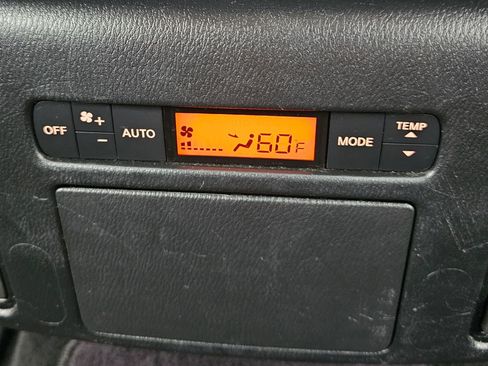 OFF + - AUTO 60F MODE TEMP